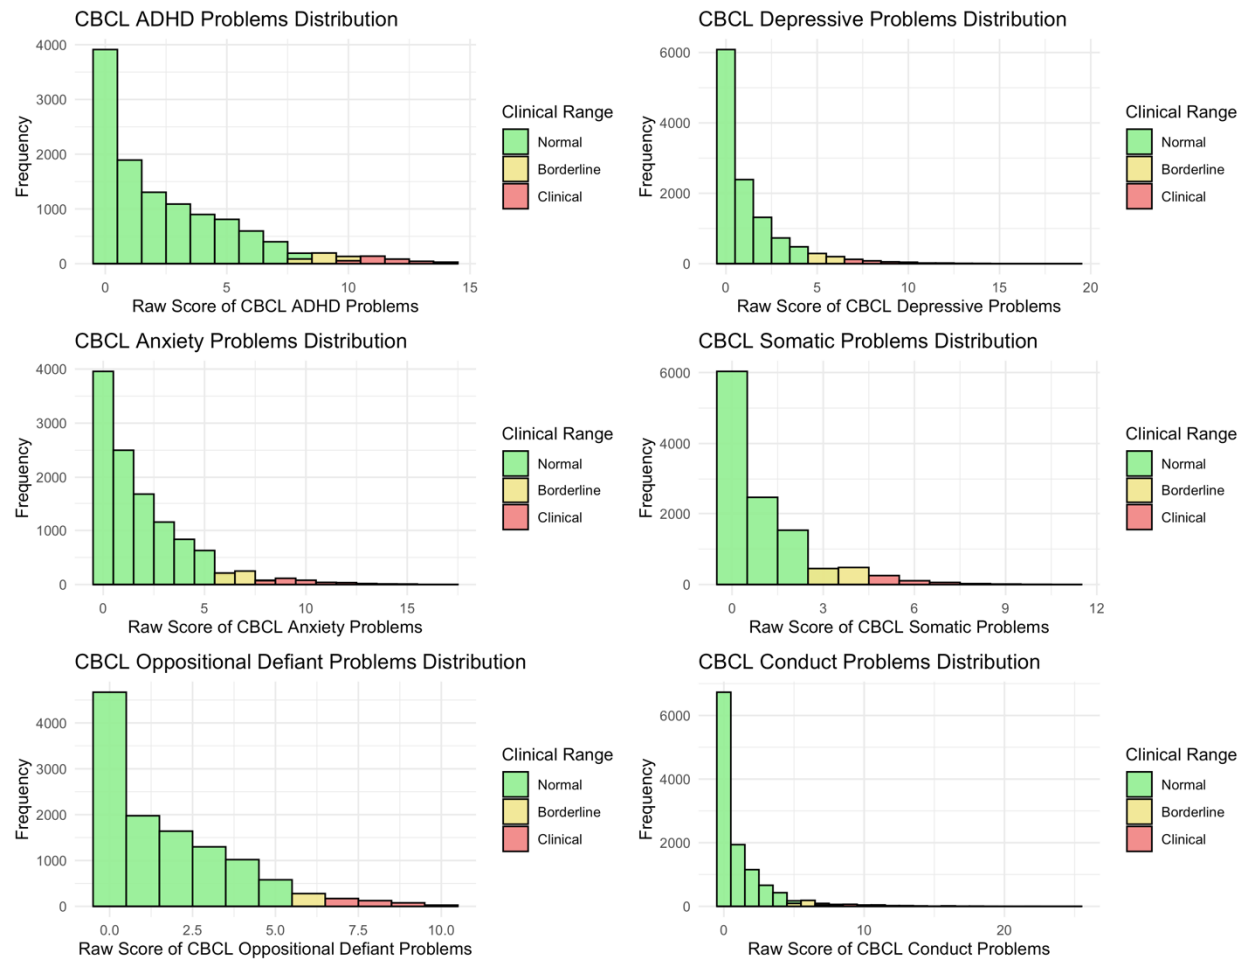 CBCL ADHD Problems Distribution
4000
3000
2000
1000
0
Frequency
0 5 10 15
Raw Score of CBCL ADHD Problems
Clinical Range
Normal
Borderline
Clinical
CBCL Depressive Problems Distribution
6000
4000
2000
0
Frequency
0 5 10 15 20
Raw Score of CBCL Depressive Problems
Clinical Range
Normal
Borderline
Clinical
CBCL Anxiety Problems Distribution
4000
3000
2000
1000
0
Frequency
0 5 10 15
Raw Score of CBCL Anxiety Problems
Clinical Range
Normal
Borderline
Clinical
CBCL Somatic Problems Distribution
6000
4000
2000
0
Frequency
0 3 6 9 12
Raw Score of CBCL Somatic Problems
Clinical Range
Normal
Borderline
Clinical
CBCL Oppositional Defiant Problems Distribution
4000
3000
2000
1000
0
Frequency
0.0 2.5 5.0 7.5 10.0
Raw Score of CBCL Oppositional Defiant Problems
Clinical Range
Normal
Borderline
Clinical
CBCL Conduct Problems Distribution
6000
4000
2000
0
Frequency
0 10 20
Raw Score of CBCL Conduct Problems
Clinical Range
Normal
Borderline
Clinical